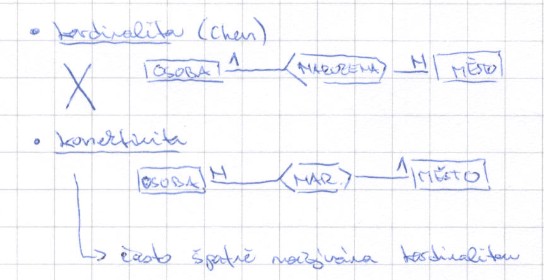 • kardinalita (Chen)
OSOBA 1 NAROZENA N MĚSTO
• konektivita
OSOBA N NAR. 1 MĚSTO
často špatně nazývána kardinalitou